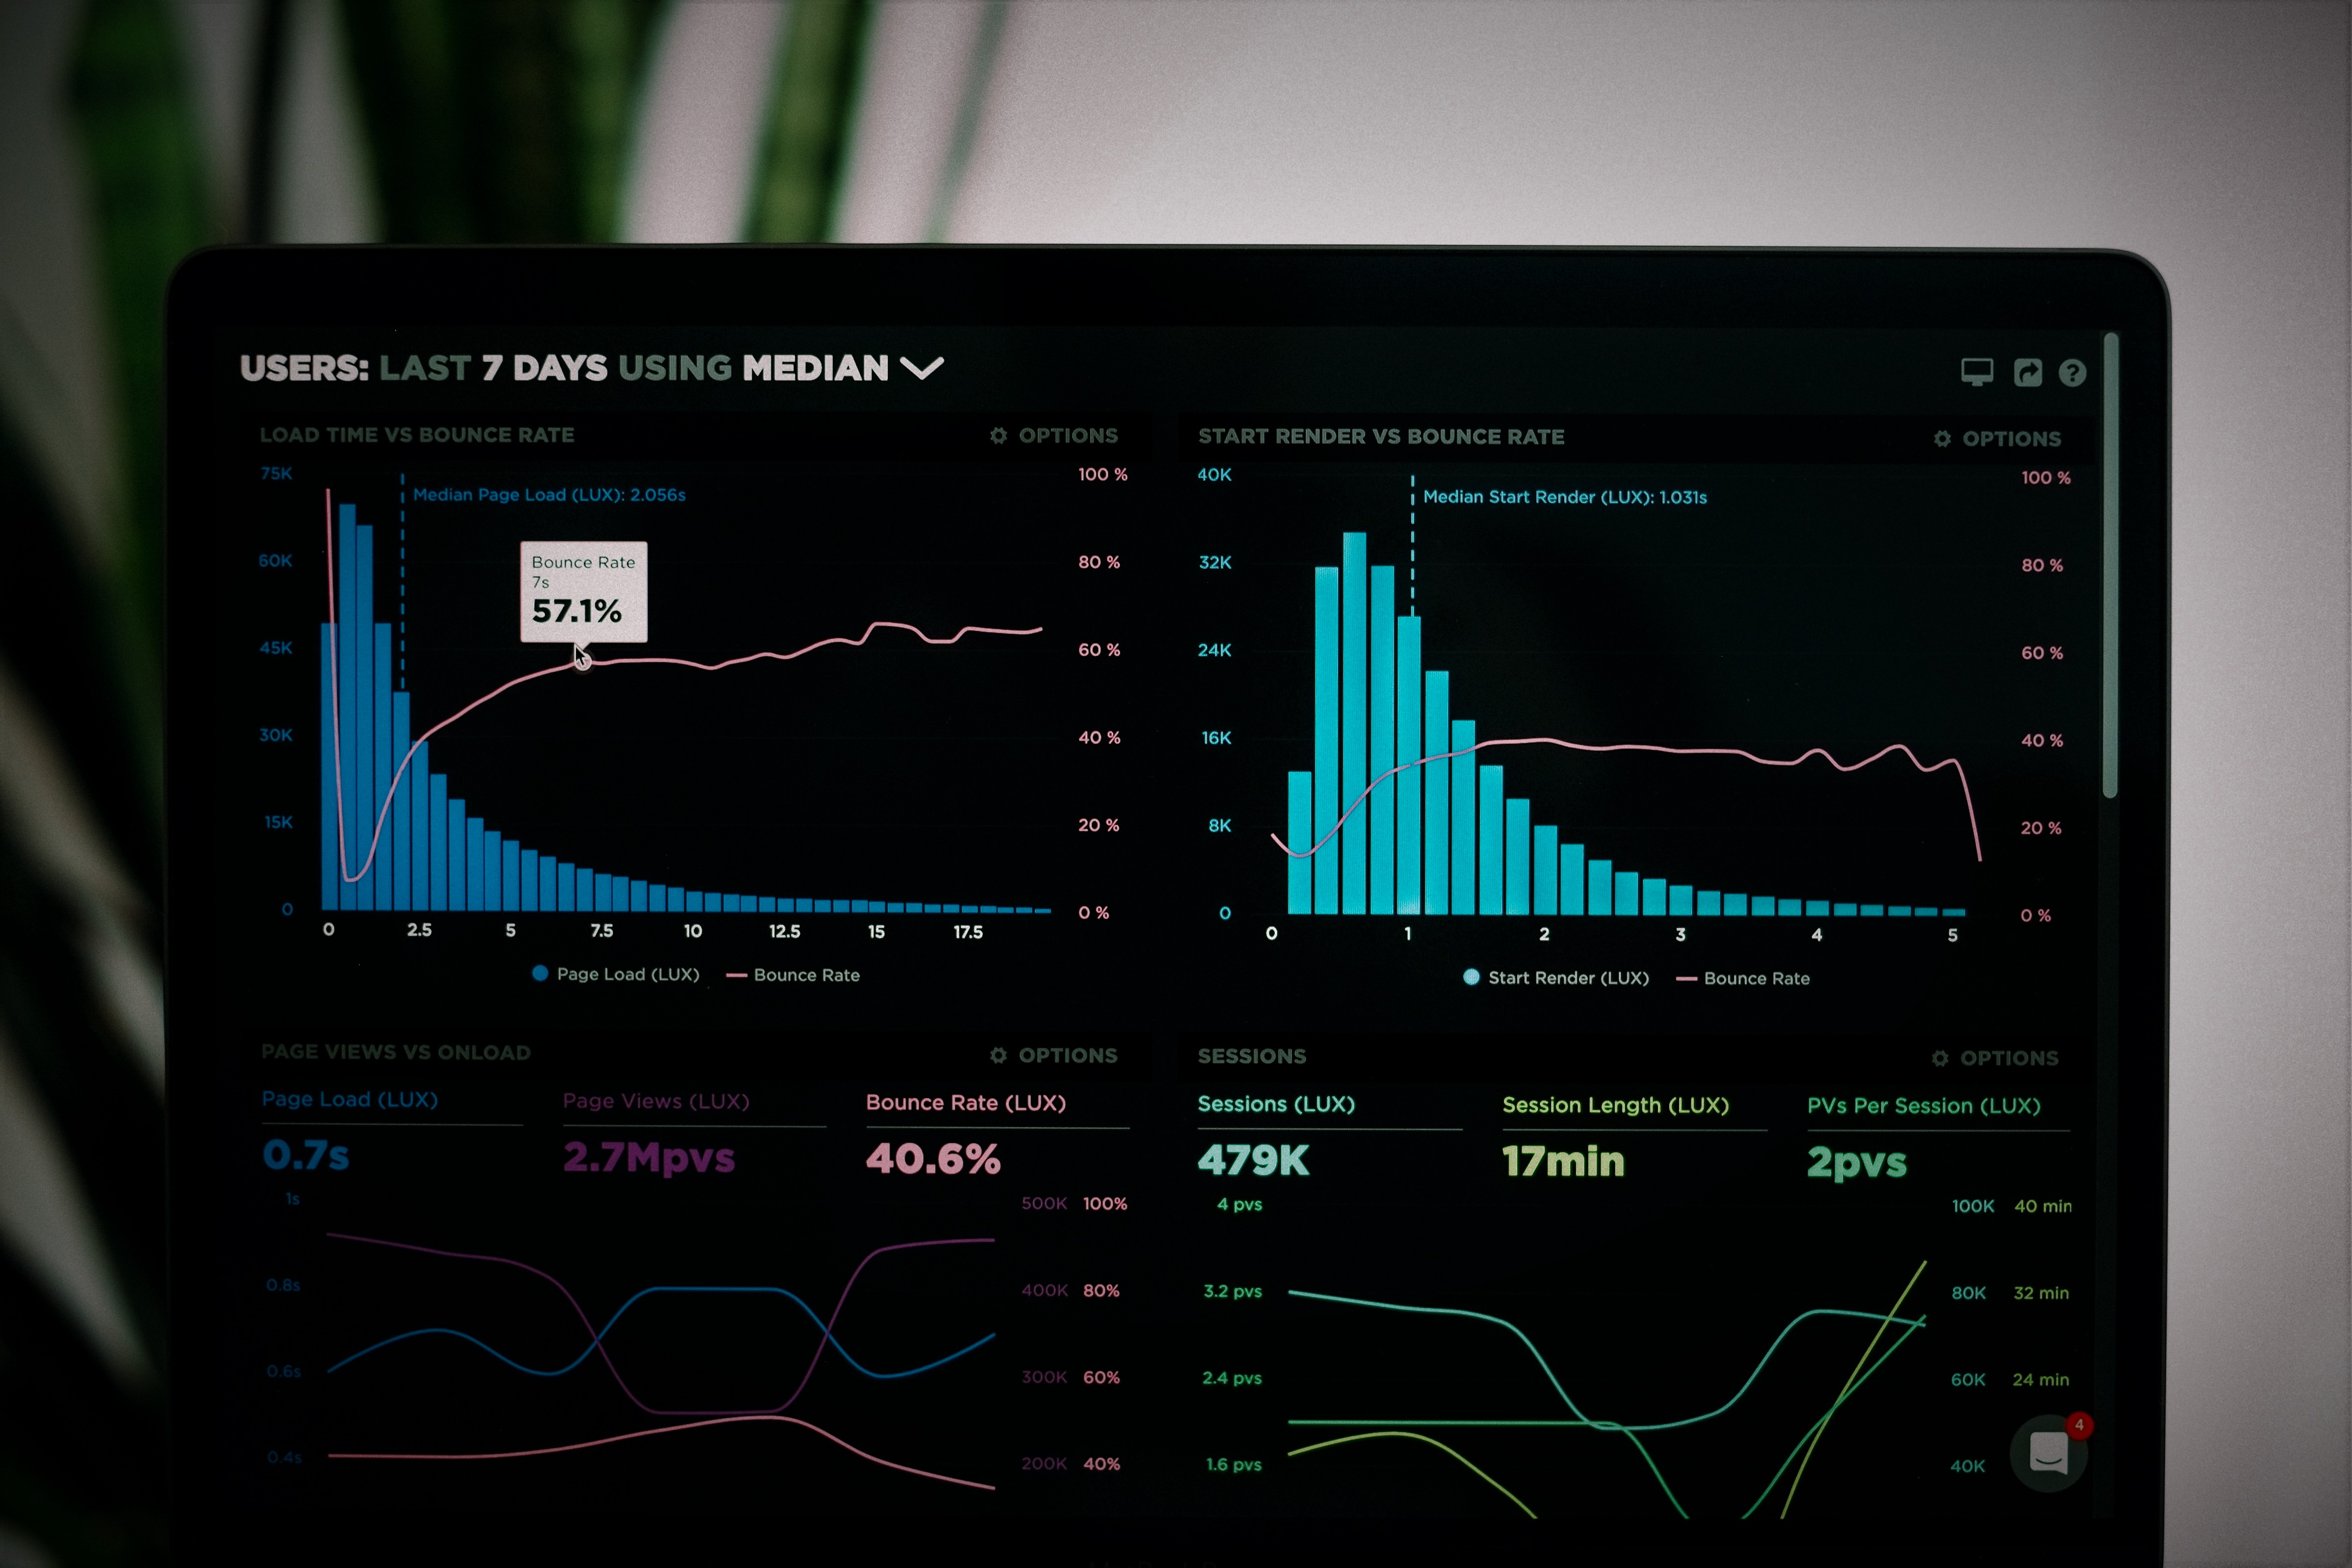 USERS: LAST 7 DAYS USING MEDIAN
LOAD TIME VS BOUNCE RATE
OPTIONS
75K
60K
45K
30K
15K
0
Median Page Load (LUX): 2.056s
Bounce Rate
7s
57.1%
100 %
80 %
60 %
40 %
20 %
0 %
0 2.5 5 7.5 10 12.5 15 17.5
Page Load (LUX) Bounce Rate
START RENDER VS BOUNCE RATE
OPTIONS
40K
32K
24K
16K
8K
0
Median Start Render (LUX): 1.031s
100 %
80 %
60 %
40 %
20 %
0 %
0 1 2 3 4 5
Start Render (LUX) Bounce Rate
PAGE VIEWS VS ONLOAD
OPTIONS
Page Load (LUX) Page Views (LUX) Bounce Rate (LUX)
0.7s 2.7Mpvs 40.6%
1s
0.8s
0.6s
0.4s
500K 100%
400K 80%
300K 60%
200K 40%
SESSIONS
OPTIONS
Sessions (LUX) Session Length (LUX) PVs Per Session (LUX)
479K 17min 2pvs
4 pvs
3.2 pvs
2.4 pvs
1.6 pvs
100K 40 min
80K 32 min
60K 24 min
40K
4